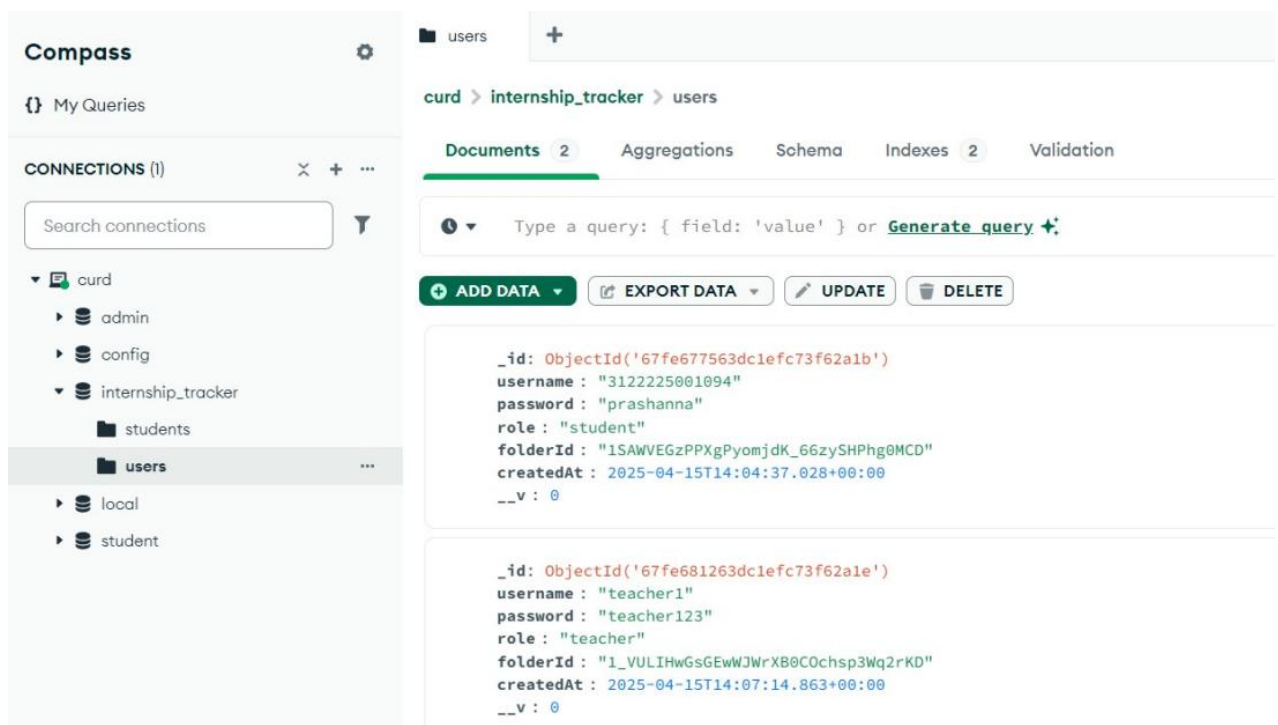 Compass
{} My Queries
CONNECTIONS (1)
Search connections
curd
admin
config
internship_tracker
students
users
local
student
users
curd > internship_tracker > users
Documents 2 Aggregations Schema Indexes 2 Validation
Type a query: { field: 'value' } or Generate query
ADD DATA EXPORT DATA UPDATE DELETE
_id: ObjectId('67fe677563dc1efc73f62a1b')
username : "3122225001094"
password : "prashanna"
role : "student"
folderId : "1SAWVEGzPPXgPyomjdK_66zySHPhg0MCD"
createdAt : 2025-04-15T14:04:37.028+00:00
__v : 0
_id: ObjectId('67fe681263dc1efc73f62a1e')
username : "teacher1"
password : "teacher123"
role : "teacher"
folderId : "1_VULIHwGsGEwWJWrXB0COchsp3Wq2rKD"
createdAt : 2025-04-15T14:07:14.863+00:00
__v : 0